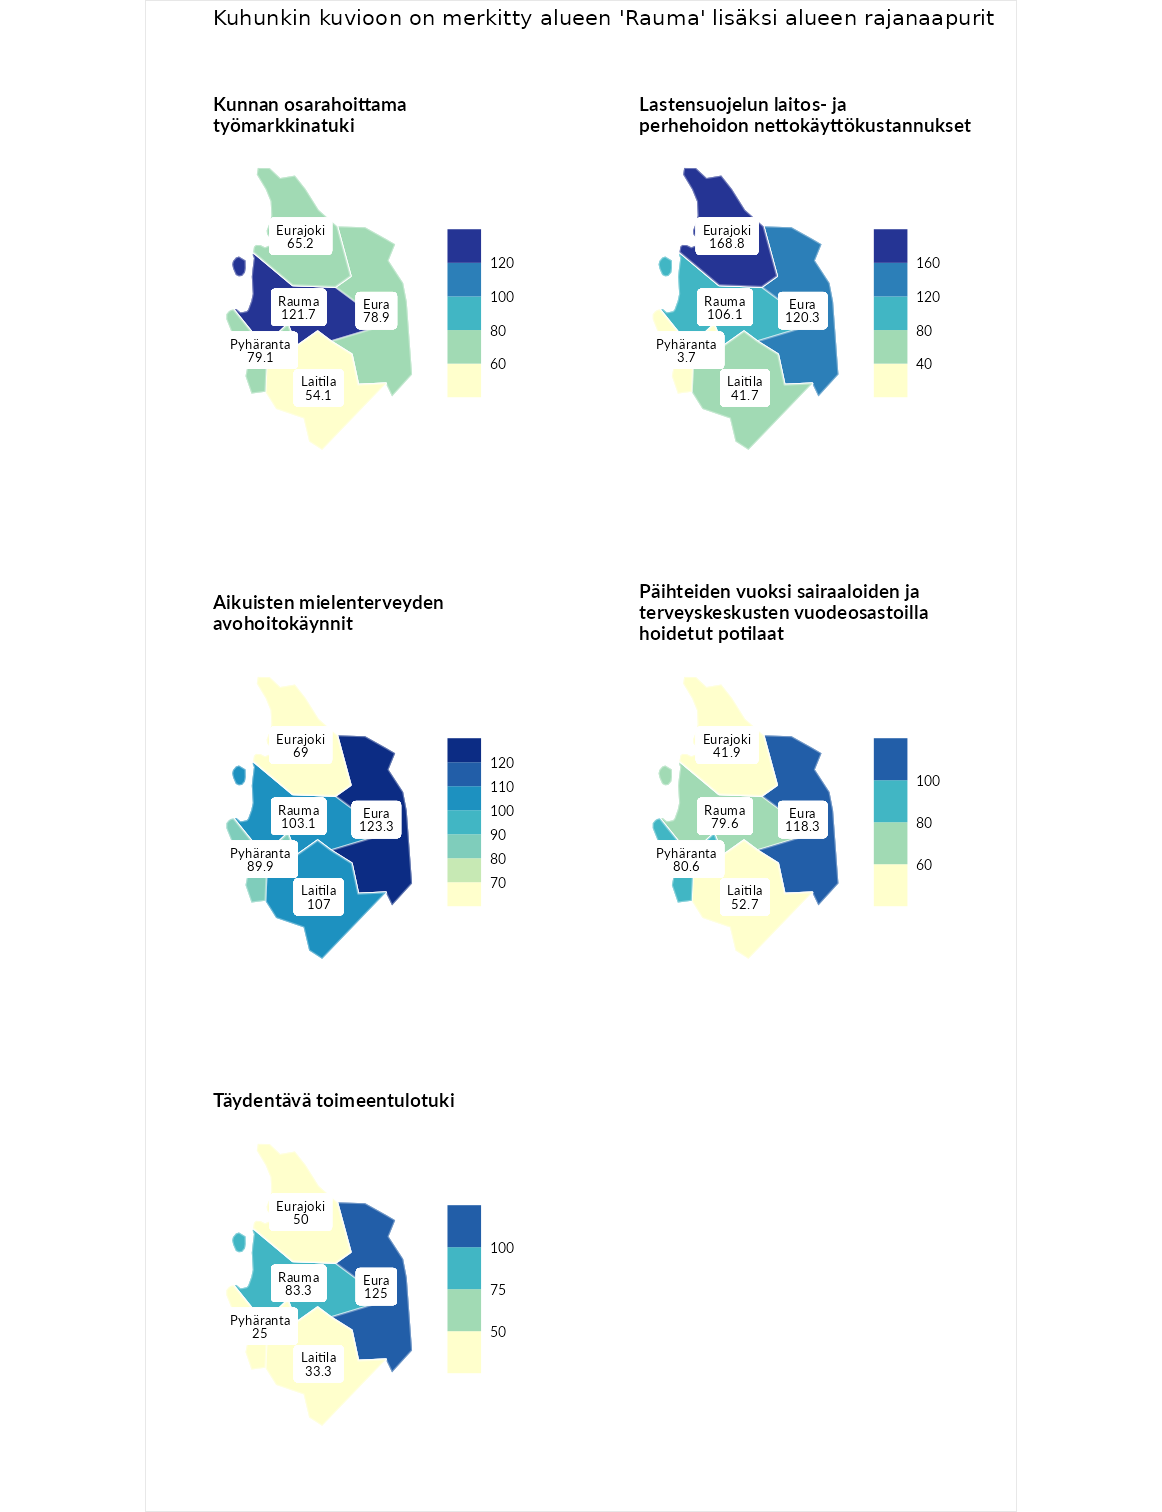 Kuhunkin kuvioon on merkitty alueen 'Rauma' lisäksi alueen rajanaapurit
Kunnan osarahoittama
työmarkkinatuki
Eurajoki
65.2
Rauma
121.7
Eura
78.9
Pyhäranta
79.1
Laitila
54.1
120
100
80
60
Lastensuojelun laitos- ja
perhehoidon nettokäyttökustannukset
Eurajoki
168.8
Rauma
106.1
Eura
120.3
Pyhäranta
3.7
Laitila
41.7
160
120
80
40
Aikuisten mielenterveyden
avohoitokäynnit
Eurajoki
69
Rauma
103.1
Eura
123.3
Pyhäranta
89.9
Laitila
107
120
110
100
90
80
70
Päihteiden vuoksi sairaaloiden ja
terveyskeskusten vuodeosastoilla
hoidetut potilaat
Eurajoki
41.9
Rauma
79.6
Eura
118.3
Pyhäranta
80.6
Laitila
52.7
100
80
60
Täydentävä toimeentulotuki
Eurajoki
50
Rauma
83.3
Eura
125
Pyhäranta
25
Laitila
33.3
100
75
50